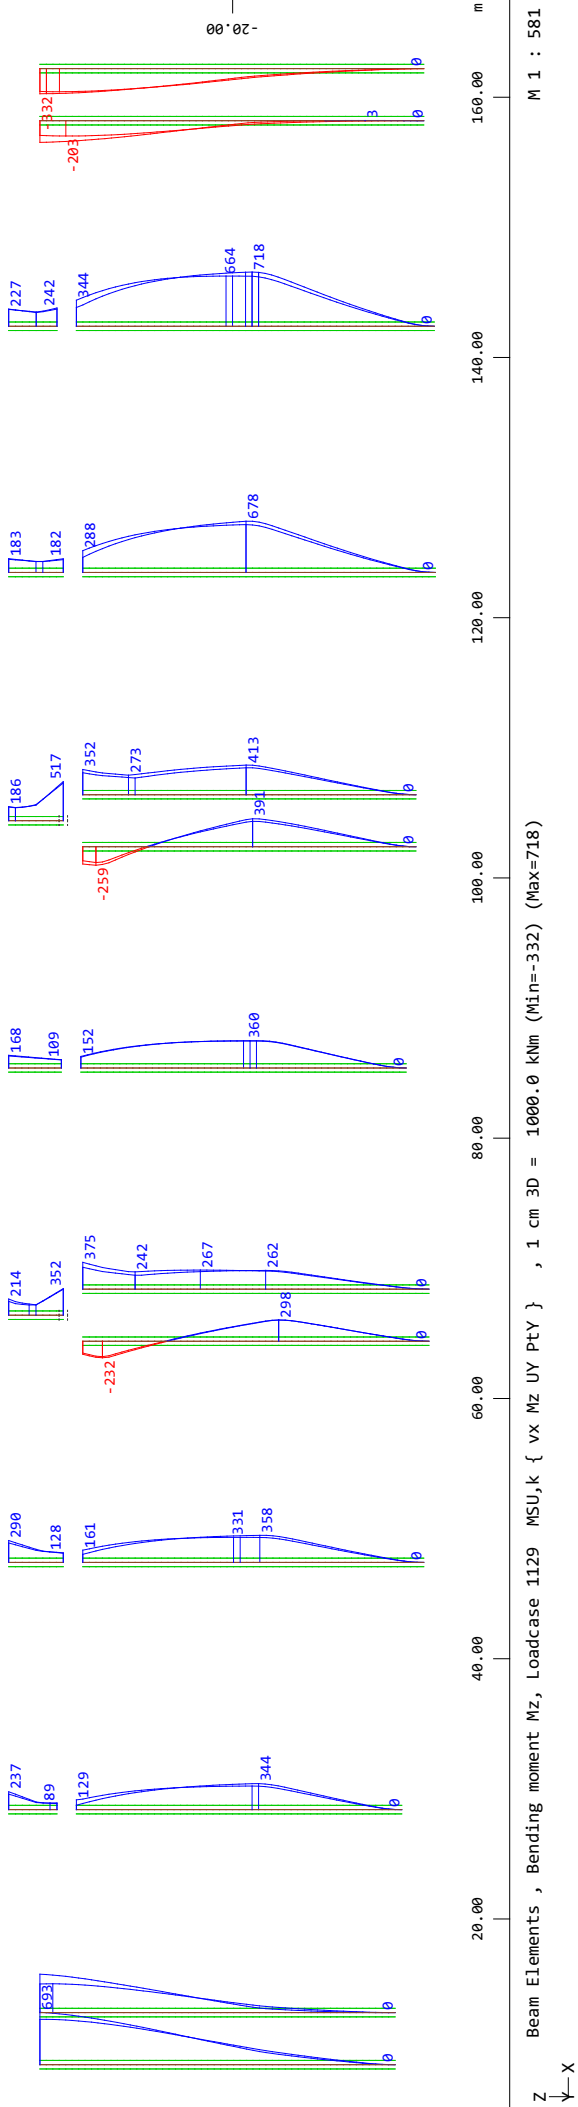 237 290 214 168 186 183 227
693 89 128 352 109 517 182 242 -332
-203
129 161 375 152 352 288 344
-232 -259
242 273
267
331 664 -20.00
344 358 298 262 360 391 413 678 718
3
0 0 0 0 0 0 0 0 0 0 0 0 0
20.00 40.00 60.00 80.00 100.00 120.00 140.00 160.00 m
Beam Elements , Bending moment Mz, Loadcase 1129 MSU,k { vx Mz UY PtY } , 1 cm 3D = 1000.0 kNm (Min=-332) (Max=718) M 1 : 581
Z
Y X